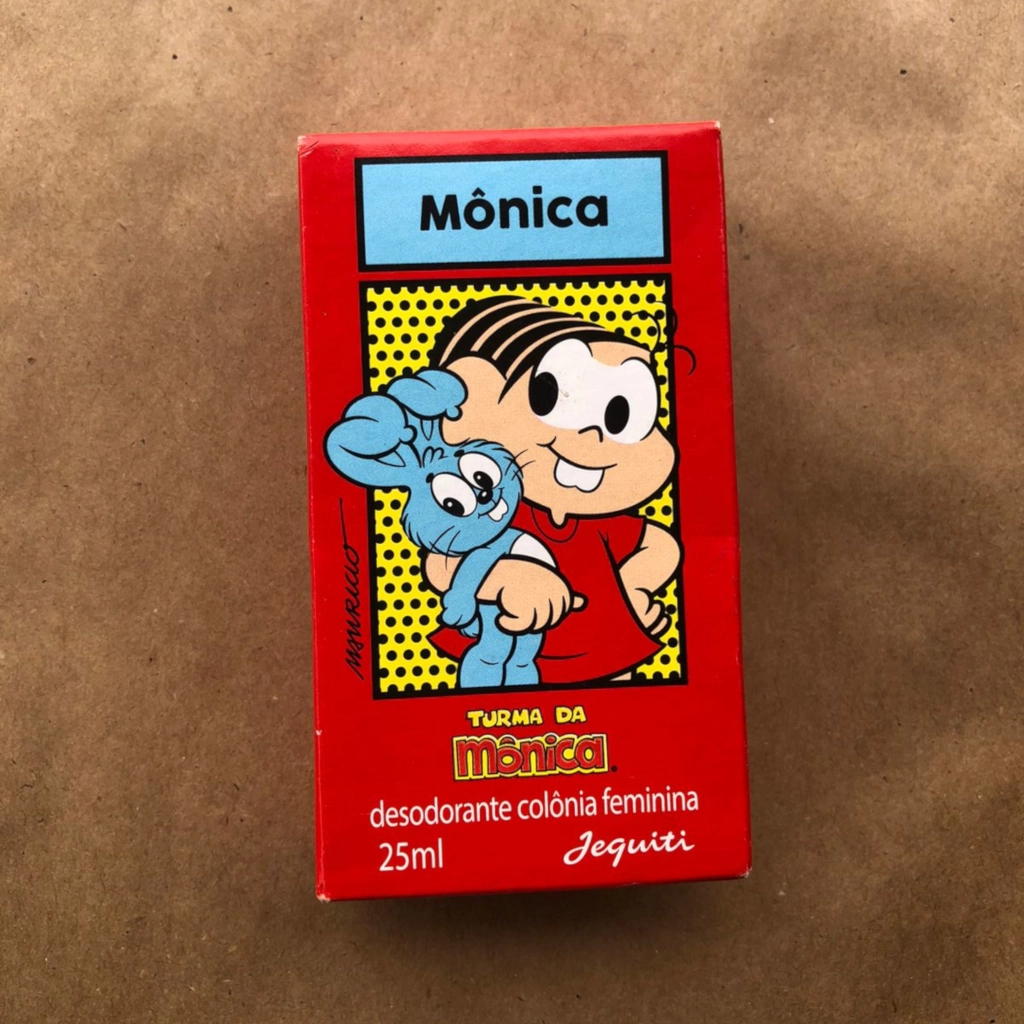 Mônica
MAURICIO
TURMA DA
Mônica
desodorante colônia feminina
25ml Jequiti